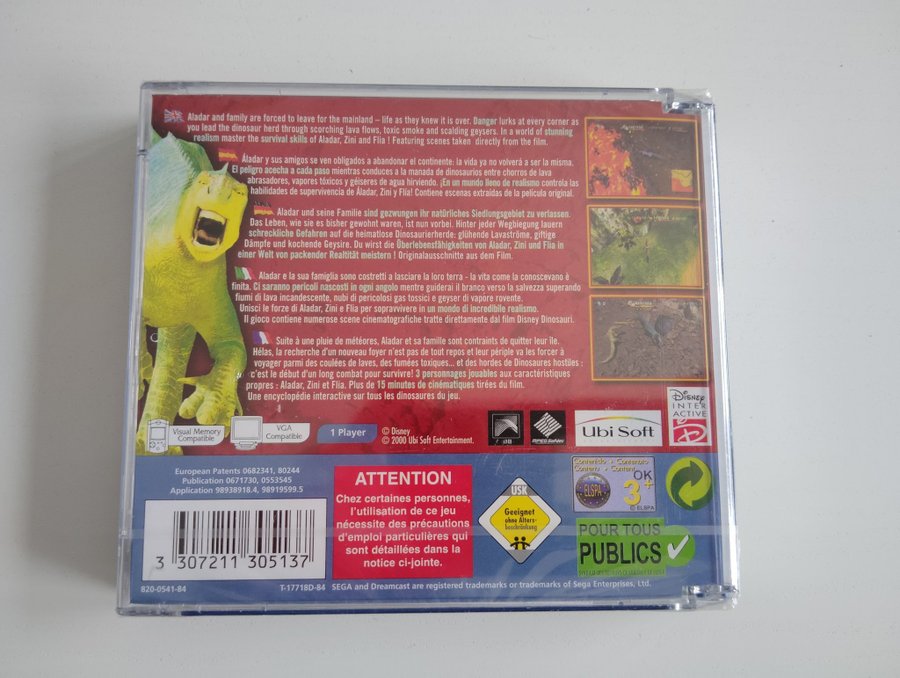 Aladar and family are forced to leave for the mainland – life as they knew it is over. Danger lurks at every corner as
you lead the dinosaur herd through scorching lava flows, toxic smoke and scalding geysers. In a world of stunning
realism master the survival skills of Aladar, Zini and Flia ! Featuring scenes taken directly from the film.
Áladar y sus amigos se ven obligados a abandonar el continente: la vida ya no volverá a ser la misma.
El peligro acecha a cada paso mientras conduces a la manada de dinosaurios entre chorros de lava
abrasadores, vapores tóxicos y géiseres de agua hirviendo. ¡En un mundo lleno de realismo controla las
habilidades de supervivencia de Áladar, Zini y Flía! Contiene escenas extraídas de la película original.
Aladar und seine Familie sind gezwungen ihr natürliches Siedlungsgebiet zu verlassen.
Das Leben, wie sie es bisher gewohnt waren, ist nun vorbei. Hinter jeder Wegbiegung lauern
schreckliche Gefahren auf die heimatlose Dinosaurierherde: glühende Lavaströme, giftige
Dämpfe und kochende Geysire. Du wirst die Überlebensfähigkeiten von Aladar, Zini und Flia in
einer Welt von packender Realtität meistern ! Originalausschnitte aus dem Film.
Aladar e la sua famiglia sono costretti a lasciare la loro terra - la vita come la conoscevano è
finita. Ci saranno pericoli nascosti in ogni angolo mentre guiderai il branco verso la salvezza superando
fiumi di lava incandescente, nubi di pericolosi gas tossici e geyser di vapore rovente.
Unisci le forze di Aladar, Zini e Flia per sopravvivere in un mondo di incredibile realismo.
Il gioco contiene numerose scene cinematografiche tratte direttamente dal film Disney Dinosauri.
Suite à une pluie de météores, Aladar et sa famille sont contraints de quitter leur île.
Hélas, la recherche d'un nouveau foyer n'est pas de tout repos et leur périple va les forcer à
voyager parmi des coulées de laves, des fumées toxiques... et des hordes de Dinosaures hostiles :
c'est le début d'un long combat pour survivre! 3 personnages jouables aux caractéristiques
propres : Aladar, Zini et Flia. Plus de 15 minutes de cinématiques tirées du film.
Une encyclopédie interactive sur tous les dinosaures du jeu.
Visual Memory
Compatible
VGA
Compatible
1 Player
© Disney
© 2000 Ubi Soft Entertainment.
Ubi Soft
Disney
INTER
ACTIVE
D
European Patents 0682341, 80244
Publication 0671730, 0553545
Application 98938918.4, 98919599.5
3 307211 305137
820-0541-84
ATTENTION
Chez certaines personnes,
l'utilisation de ce jeu
nécessite des précautions
d'emploi particulières qui
sont détaillées dans la
notice ci-jointe.
USK
Geeignet
ohne Alters-
beschränkung
Contenido • Contenuto
ELSPA
OK
3+
© ELSPA
POUR TOUS
PUBLICS
T-17718D-84 SEGA and Dreamcast are registered trademarks or trademarks of Sega Enterprises, Ltd.